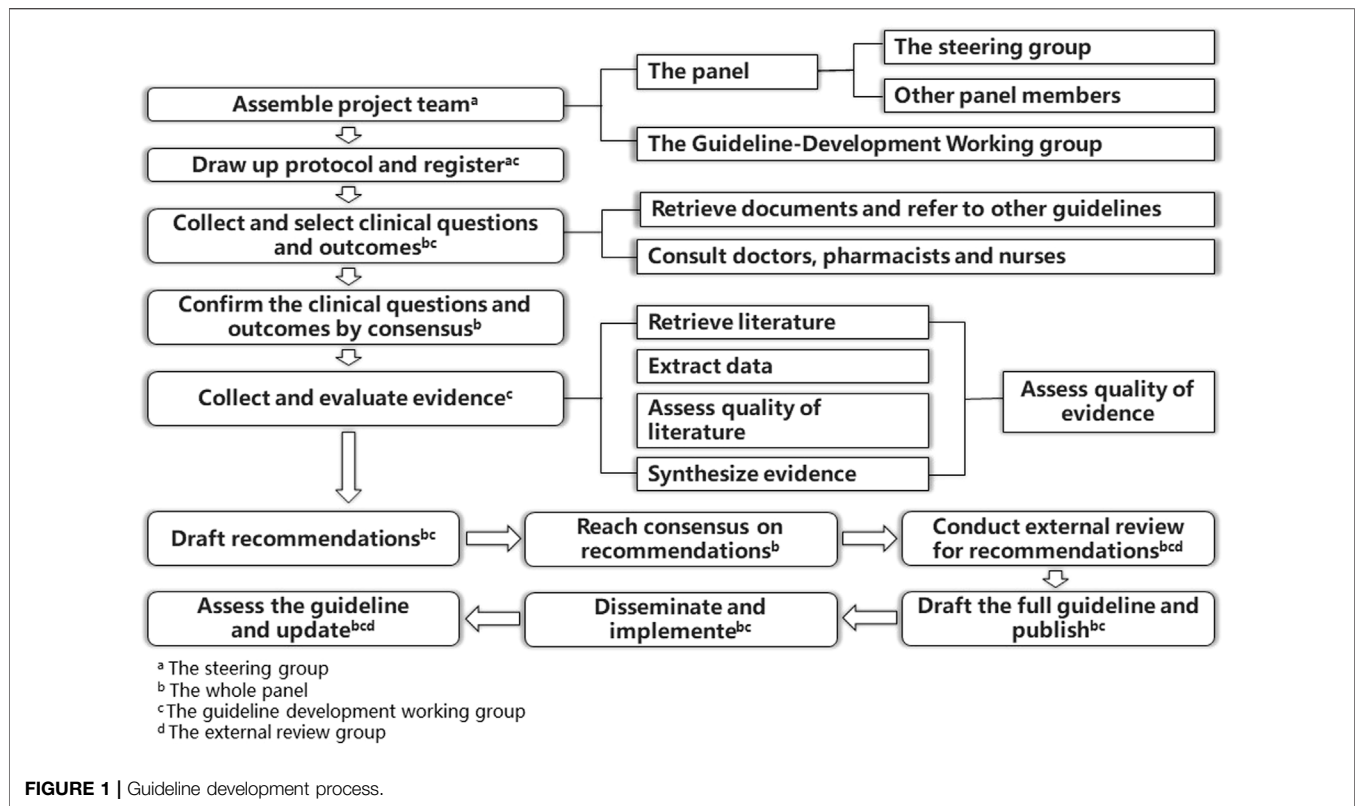 Assemble project teamᵃ
The panel
The steering group
Other panel members
The Guideline-Development Working group
Draw up protocol and registerᵃᶜ
Collect and select clinical questions
and outcomesᵇᶜ
Retrieve documents and refer to other guidelines
Consult doctors, pharmacists and nurses
Confirm the clinical questions and
outcomes by consensusᵇ
Collect and evaluate evidenceᶜ
Retrieve literature
Extract data
Assess quality of
literature
Synthesize evidence
Assess quality of
evidence
Draft recommendationsᵇᶜ
Reach consensus on
recommendationsᵇ
Conduct external review
for recommendationsᵇᶜᵈ
Draft the full guideline and
publishᵇᶜ
Disseminate and
implementeᵇᶜ
Assess the guideline
and updateᵇᶜᵈ
ᵃ The steering group
ᵇ The whole panel
ᶜ The guideline development working group
ᵈ The external review group
FIGURE 1 | Guideline development process.